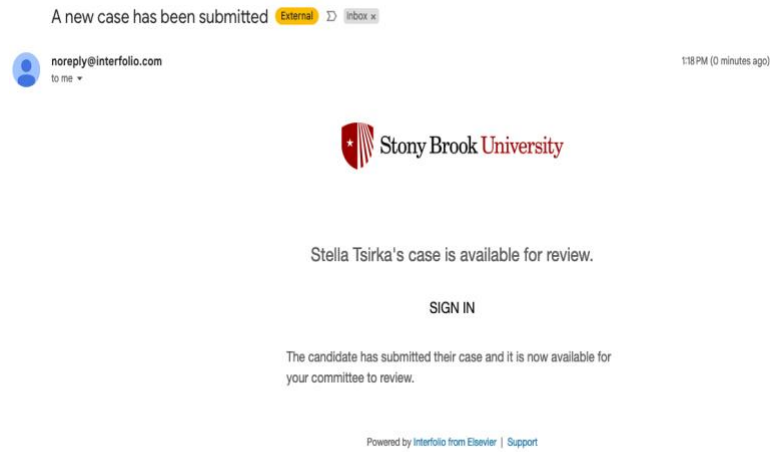 A new case has been submitted External Inbox x
noreply@interfolio.com 1:18 PM (0 minutes ago)
to me
Stony Brook University
Stella Tsirka's case is available for review.
SIGN IN
The candidate has submitted their case and it is now available for
your committee to review.
Powered by Interfolio from Elsevier | Support